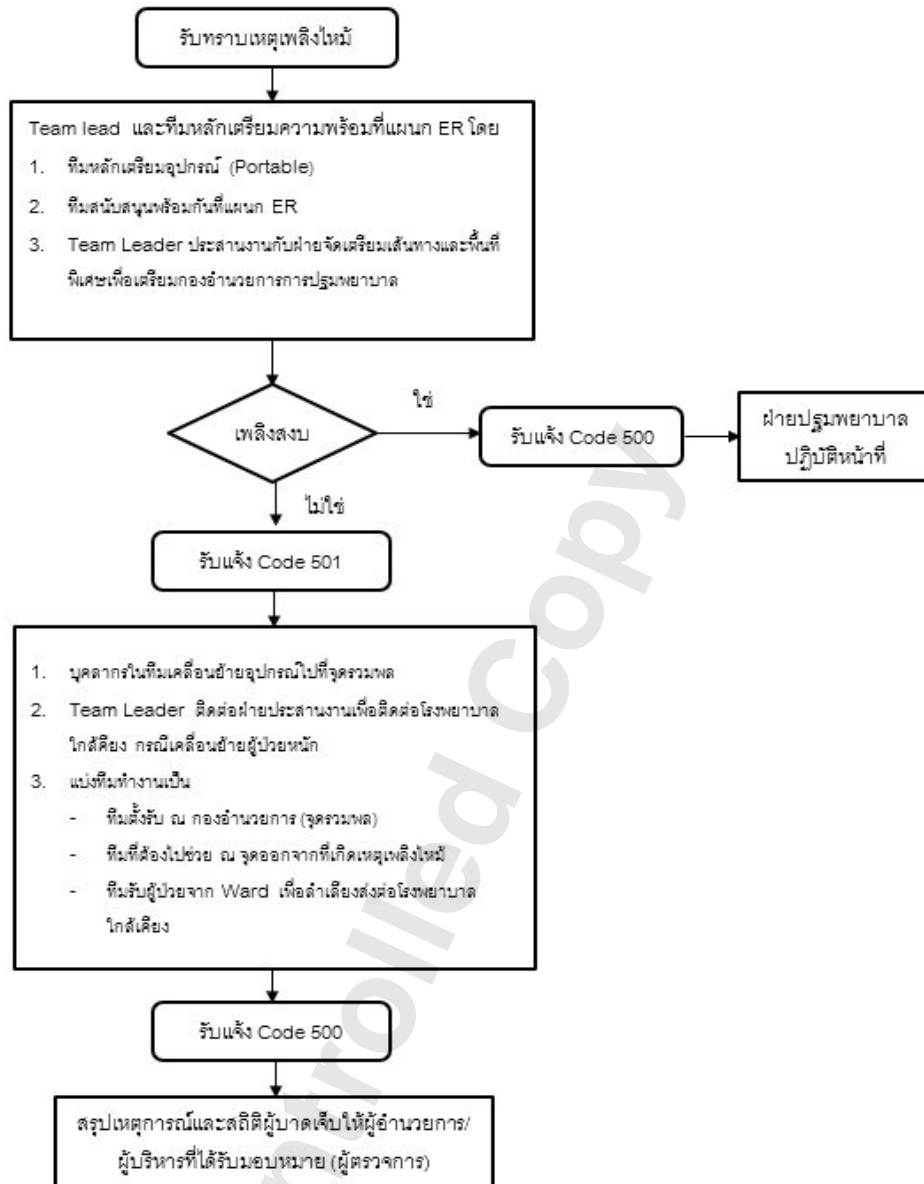 รับทราบเหตุเพลิงไหม้
Team lead และทีมหลักเตรียมความพร้อมที่แผนก ER โดย
1. ทีมหลักเตรียมอุปกรณ์ (Portable)
2. ทีมสนับสนุนพร้อมกันที่แผนก ER
3. Team Leader ประสานงานกับฝ่ายจัดเตรียมเส้นทางและพื้นที่
พิเศษเพื่อเตรียมกองอำนวยการการปฐมพยาบาล
เพลิงสงบ
ใช่
รับแจ้ง Code 500
ฝ่ายปฐมพยาบาล
ปฏิบัติหน้าที่
ไม่ใช่
รับแจ้ง Code 501
1. บุคลากรในทีมเคลื่อนย้ายอุปกรณ์ไปที่จุดรวมพล
2. Team Leader ติดต่อฝ่ายประสานงานเพื่อติดต่อโรงพยาบาล
ใกล้คียง กรณีเคลื่อนย้ายผู้ป่วยหนัก
3. แบ่งทีมทำงานเป็น
- ทีมตั้งรับ ณ กองอำนวยการ (จุดรวมพล)
- ทีมที่ต้องไปช่วย ณ จุดออกจากที่เกิดเหตุเพลิงไหม้
- ทีมรับผู้ป่วยจาก Ward เพื่อลำเลียงส่งต่อโรงพยาบาล
ใกล้เคียง
รับแจ้ง Code 500
สรุปเหตุการณ์และสถิติผู้บาดเจ็บให้ผู้อำนวยการ/
ผู้บริหารที่ได้รับมอบหมาย (ผู้ตรวจการ)
ntrolled Copy